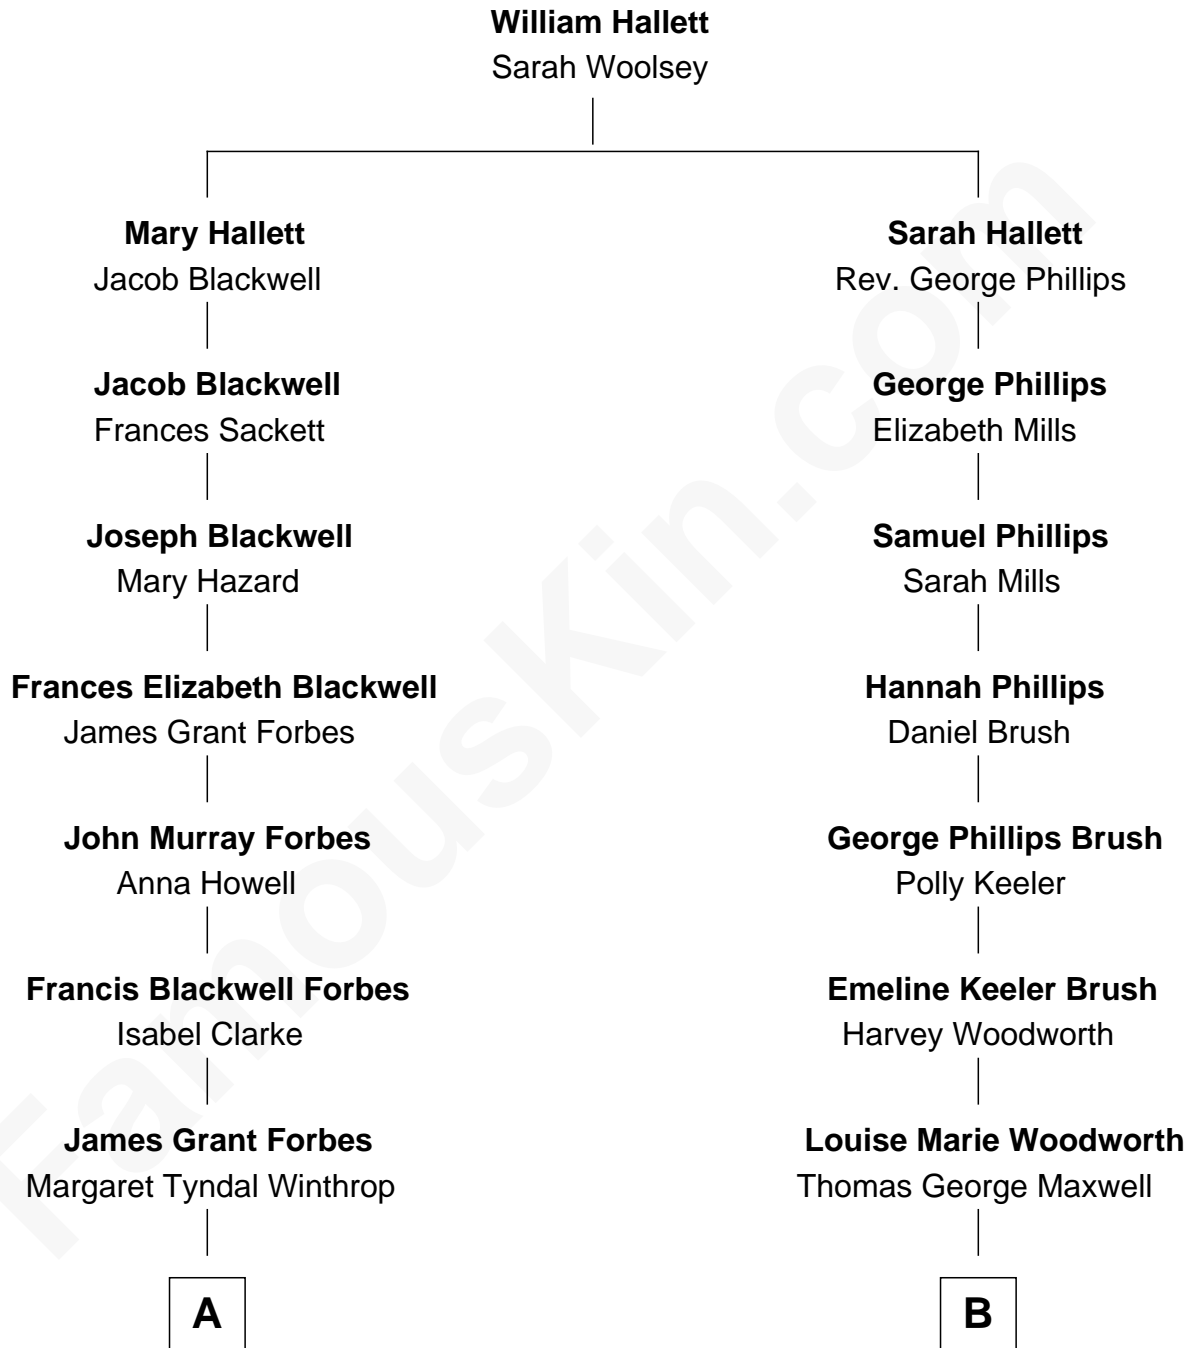 William Hallett
Sarah Woolsey
Mary Hallett
Jacob Blackwell
Sarah Hallett
Rev. George Phillips
Jacob Blackwell
Frances Sackett
George Phillips
Elizabeth Mills
Joseph Blackwell
Mary Hazard
Samuel Phillips
Sarah Mills
Frances Elizabeth Blackwell
James Grant Forbes
Hannah Phillips
Daniel Brush
John Murray Forbes
Anna Howell
George Phillips Brush
Polly Keeler
Francis Blackwell Forbes
Isabel Clarke
Emeline Keeler Brush
Harvey Woodworth
James Grant Forbes
Margaret Tyndal Winthrop
Louise Marie Woodworth
Thomas George Maxwell
A
B
FamousKin.com